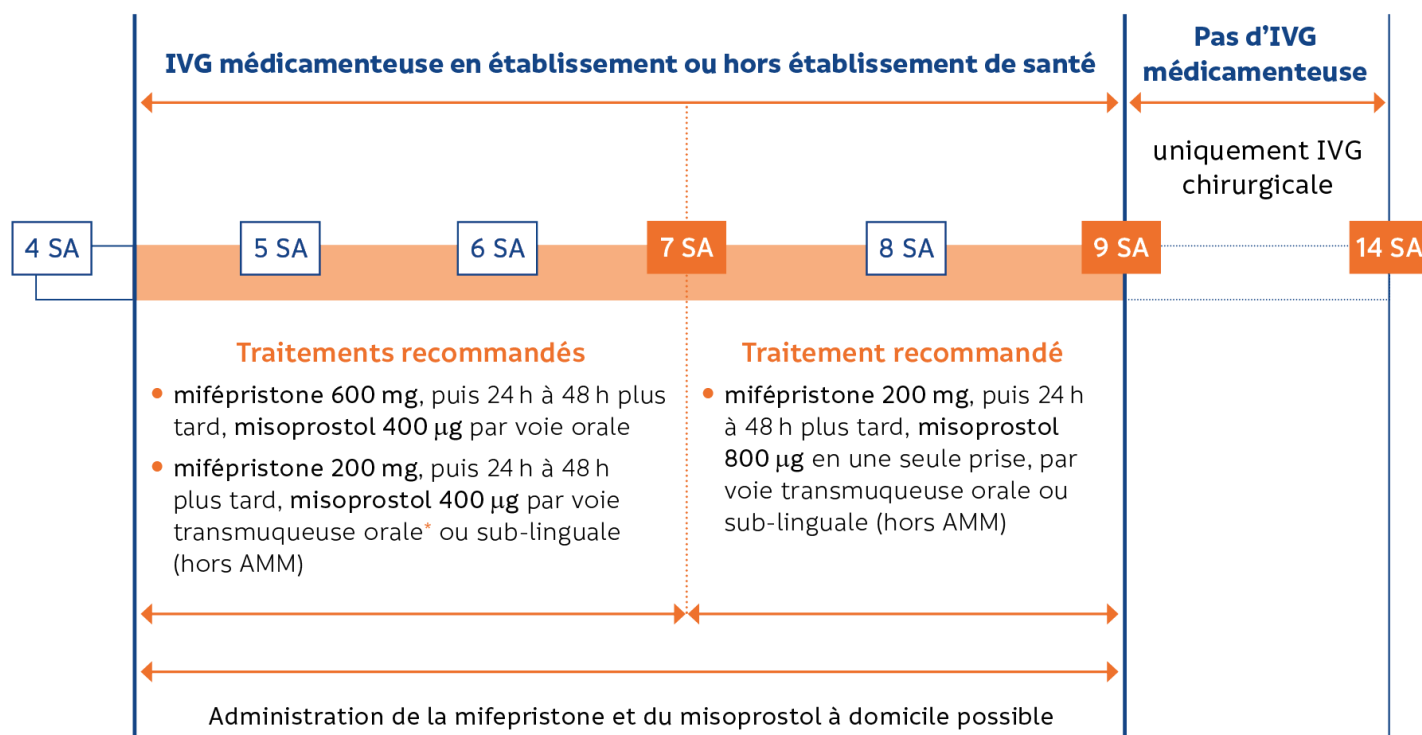 IVG médicamenteuse en établissement ou hors établissement de santé
Pas d’IVG
médicamenteuse
uniquement IVG
chirurgicale
4 SA
5 SA
6 SA
7 SA
8 SA
9 SA
14 SA
Traitements recommandés
• mifépristone 600 mg, puis 24 h à 48 h plus
tard, misoprostol 400 µg par voie orale
• mifépristone 200 mg, puis 24 h à 48 h
plus tard, misoprostol 400 µg par voie
transmuqueuse orale* ou sub-linguale
(hors AMM)
Traitement recommandé
• mifépristone 200 mg, puis 24 h
à 48 h plus tard, misoprostol
800 µg en une seule prise, par
voie transmuqueuse orale ou
sub-linguale (hors AMM)
Administration de la mifepristone et du misoprostol à domicile possible